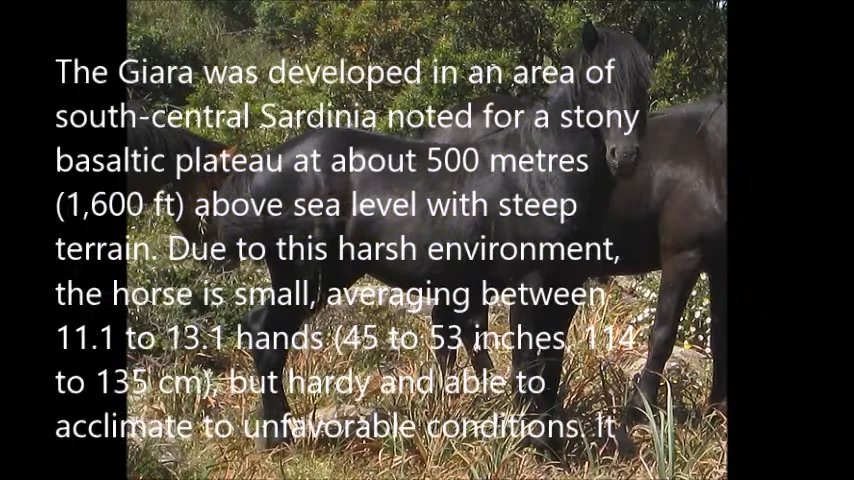 The Giara was developed in an area of
south-central Sardinia noted for a stony
basaltic plateau at about 500 metres
(1,600 ft) above sea level with steep
terrain. Due to this harsh environment,
the horse is small, averaging between
11.1 to 13.1 hands (45 to 53 inches, 114
to 135 cm), but hardy and able to
acclimate to unfavorable conditions. It